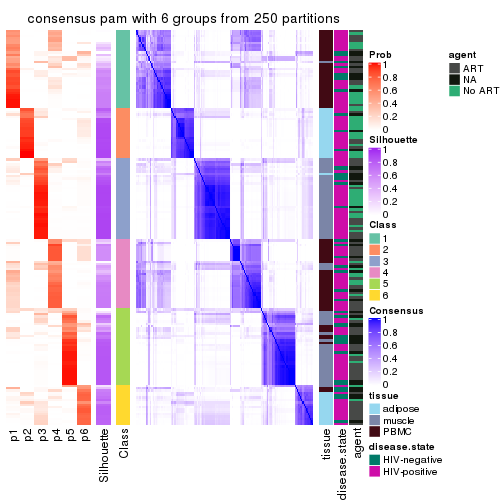 consensus pam with 6 groups from 250 partitions
Prob
1
0.8
0.6
0.4
0.2
0
agent
ART
NA
No ART
Silhouette
1
0.8
0.6
0.4
0.2
0
Class
1
2
3
4
5
6
Consensus
1
0.8
0.6
0.4
0.2
0
tissue
adipose
muscle
PBMC
disease.state
HIV-negative
HIV-positive
p1
p2
p3
p4
p5
p6
Silhouette
Class
tissue
disease.state
agent